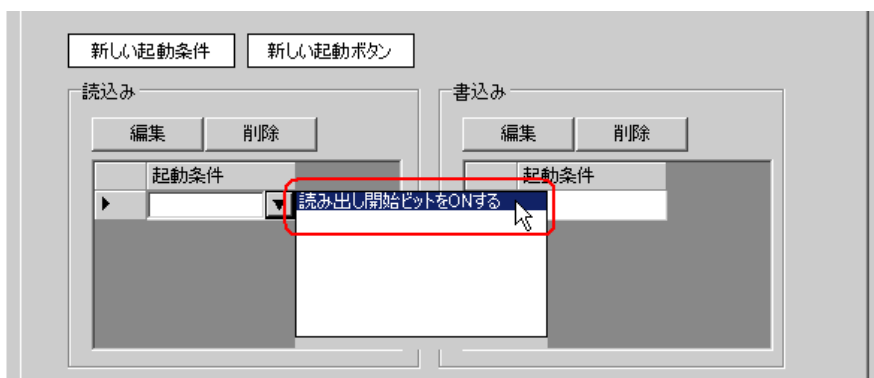 新しい起動条件 新しい起動ボタン
読込み 書込み
編集 削除 編集 削除
起動条件 起動条件
読み出し開始ビットをONする